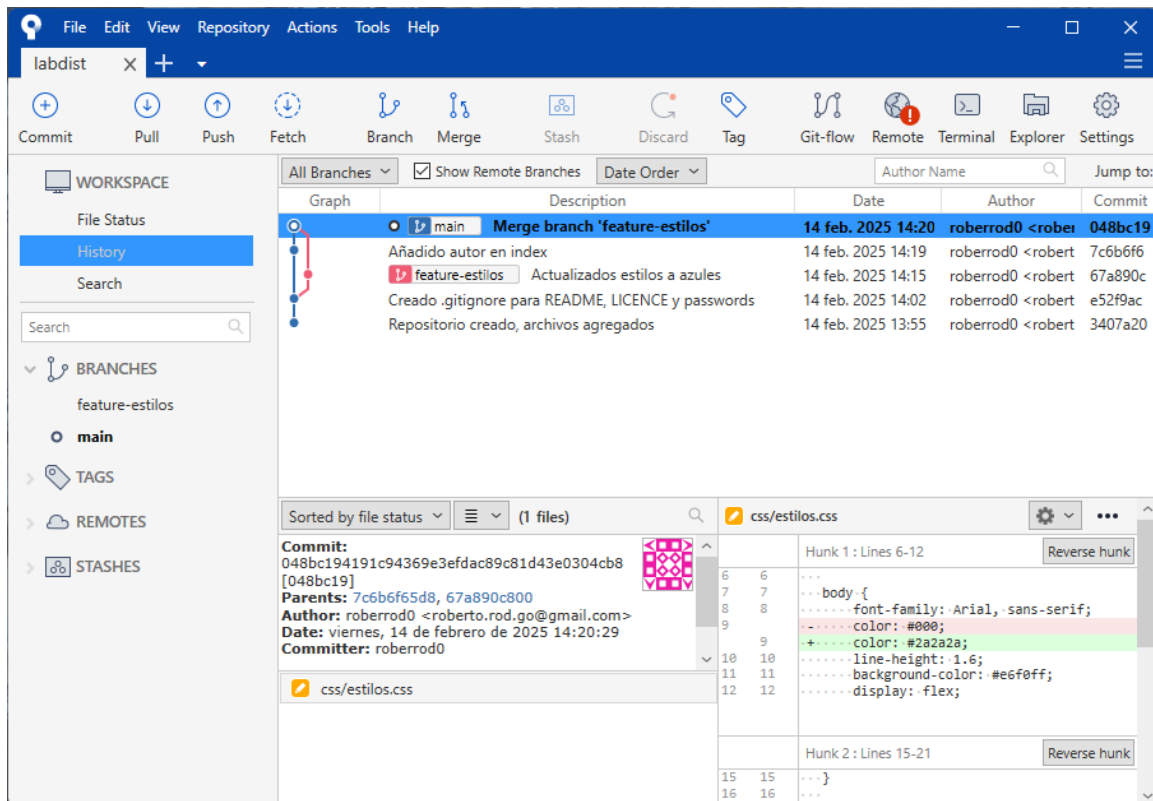 File Edit View Repository Actions Tools Help
labdist
Commit Pull Push Fetch Branch Merge Stash Discard Tag Git-flow Remote Terminal Explorer Settings
WORKSPACE
File Status
History
Search
Search
BRANCHES
feature-estilos
main
TAGS
REMOTES
STASHES
All Branches Show Remote Branches Date Order Author Name Jump to:
Graph Description Date Author Commit
main Merge branch 'feature-estilos' 14 feb. 2025 14:20 roberrod0 <rober 048bc19
Añadido autor en index 14 feb. 2025 14:19 roberrod0 <robert 7c6b6f6
feature-estilos Actualizados estilos a azules 14 feb. 2025 14:15 roberrod0 <robert 67a890c
Creado .gitignore para README, LICENCE y passwords 14 feb. 2025 14:02 roberrod0 <robert e52f9ac
Repositorio creado, archivos agregados 14 feb. 2025 13:55 roberrod0 <robert 3407a20
Sorted by file status (1 files)
Commit:
048bc194191c94369e3efdac89c81d43e0304cb8
[048bc19]
Parents: 7c6b6f65d8, 67a890c800
Author: roberrod0 <roberto.rod.go@gmail.com>
Date: viernes, 14 de febrero de 2025 14:20:29
Committer: roberrod0
css/estilos.css
css/estilos.css
Hunk 1 : Lines 6-12 Reverse hunk
6 6
7 7 body {
8 8 font-family: Arial, sans-serif;
9 - color: #000;
9 + color: #2a2a2a;
10 10 line-height: 1.6;
11 11 background-color: #e6f0ff;
12 12 display: flex;
Hunk 2 : Lines 15-21 Reverse hunk
15 15 }
16 16